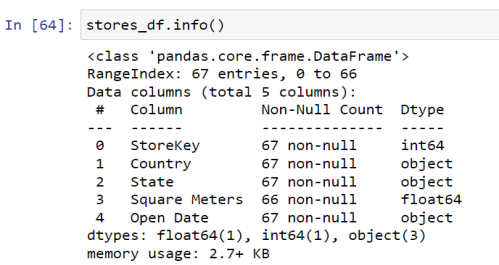 In [64]: stores_df.info()
<class 'pandas.core.frame.DataFrame'>
RangeIndex: 67 entries, 0 to 66
Data columns (total 5 columns):
 #   Column         Non-Null Count  Dtype
---  ------         --------------  -----
 0   StoreKey       67 non-null     int64
 1   Country        67 non-null     object
 2   State          67 non-null     object
 3   Square Meters  66 non-null     float64
 4   Open Date      67 non-null     object
dtypes: float64(1), int64(1), object(3)
memory usage: 2.7+ KB